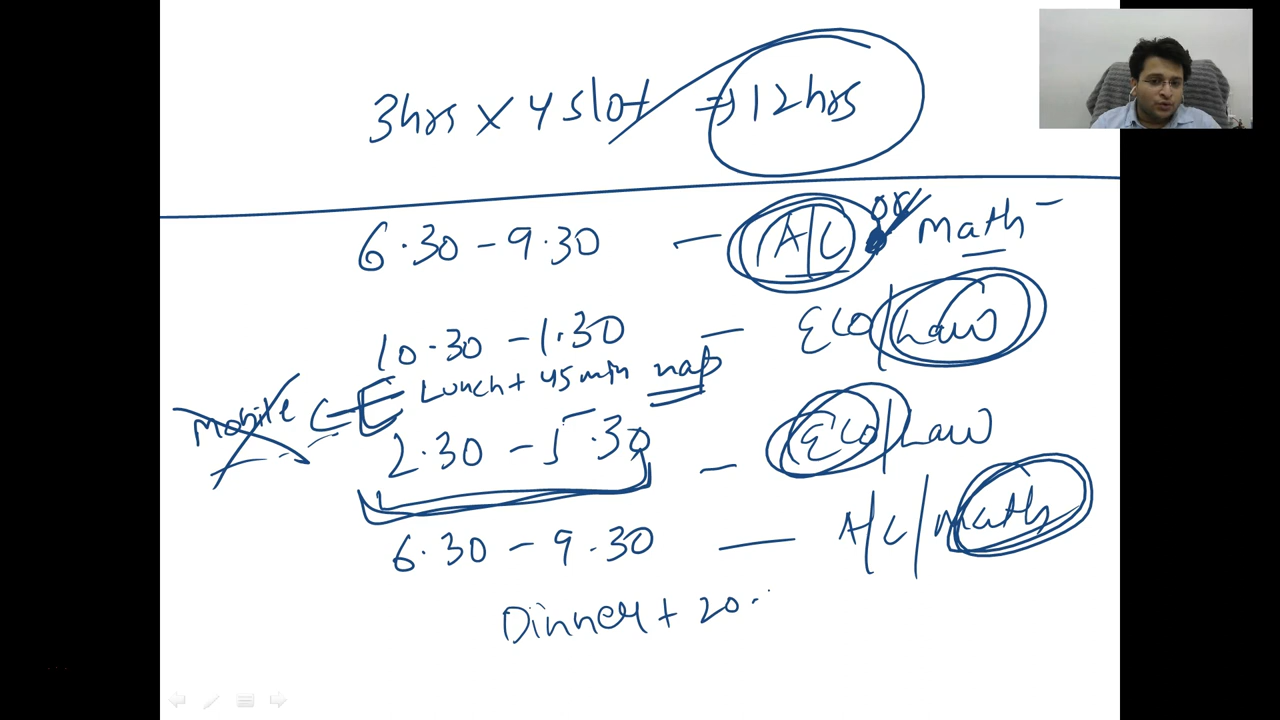 3hrs x 4 slot => 12 hrs
6.30 - 9.30 — A/C or Math -
10.30 - 1.30 — Eco/Law
Lunch + 45 min nap
Mobile
2.30 - 5.30 — Eco/Law
6.30 - 9.30 — A/C/Math
Dinner + 20.